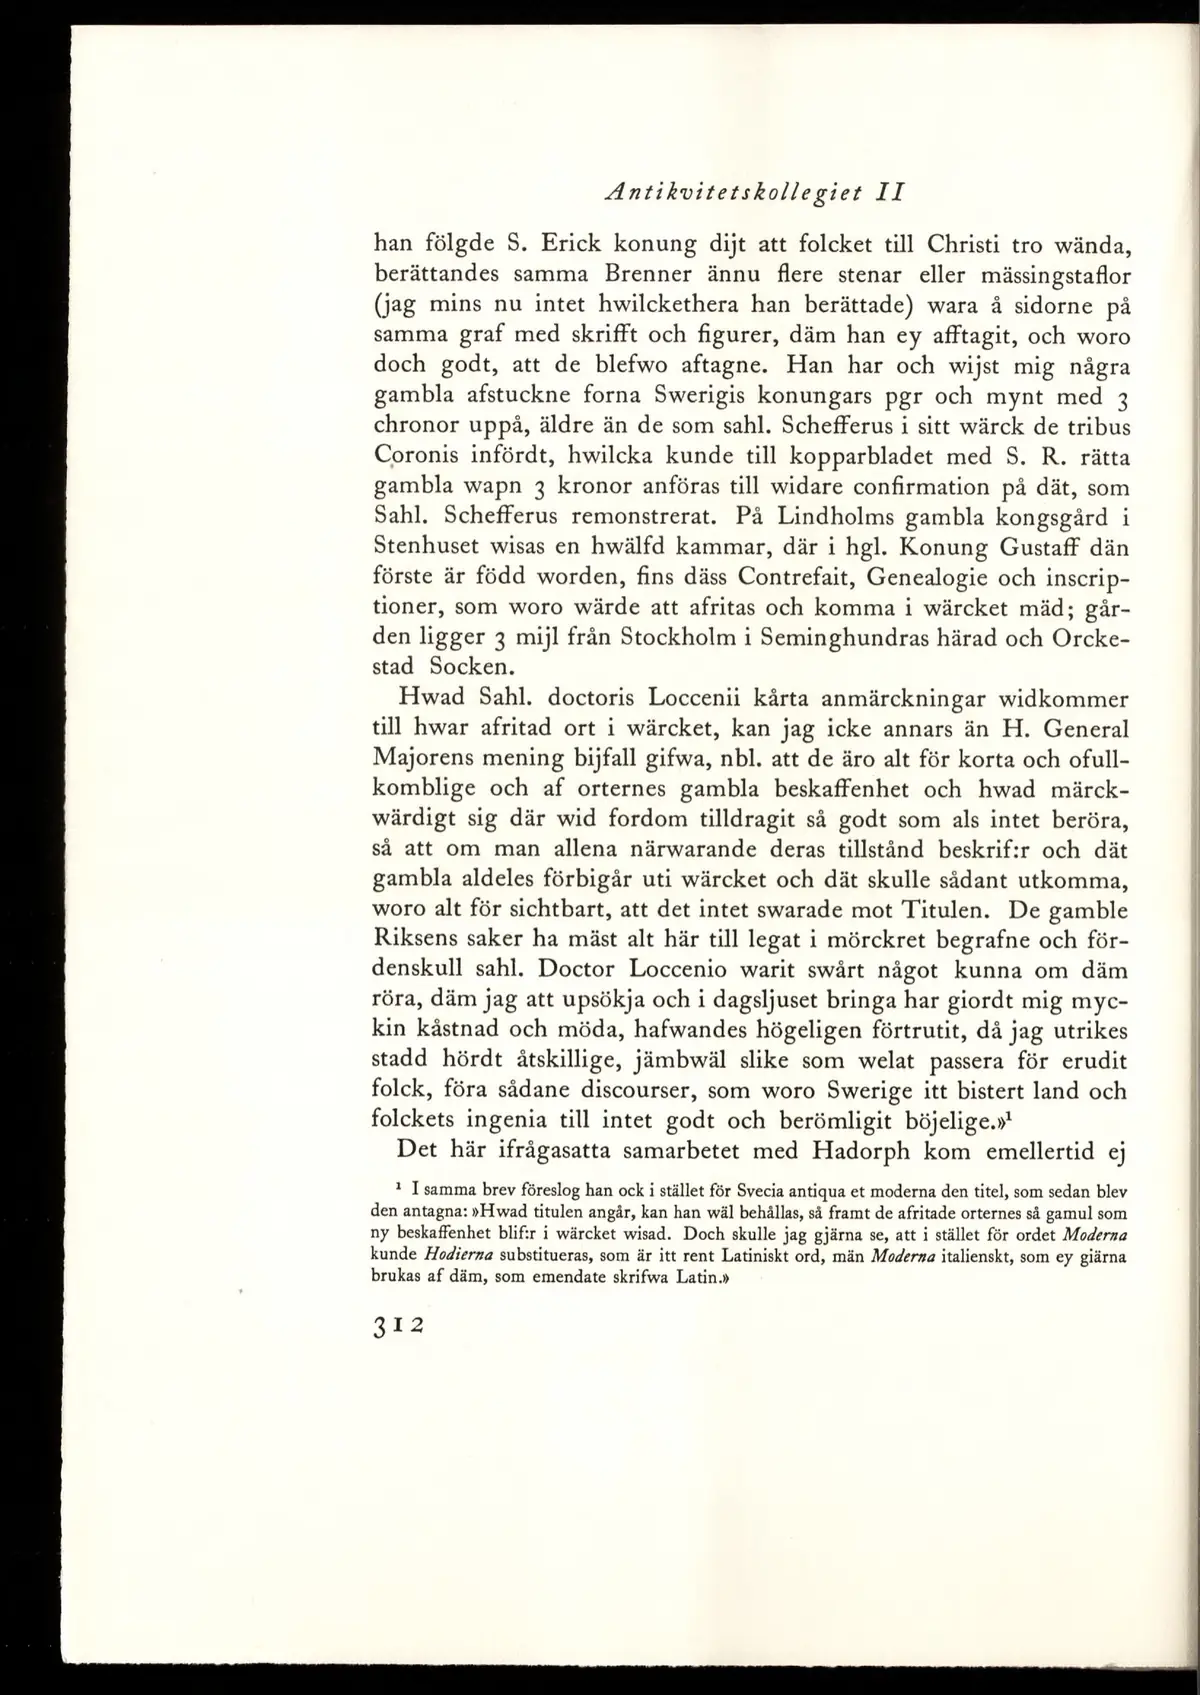 Antikvitetskollegiet II
han fölgde S. Erick konung dijt att folcket till Christi tro wända,
berättandes samma Brenner ännu flere stenar eller mässingstaflor
(jag mins nu intet hwilckethera han berättade) wara å sidorne på
samma graf med skrifft och figurer, däm han ey afftagit, och woro
doch godt, att de blefwo aftagne. Han har och wijst mig några
gambla afstuckne forna Swerigis konungars pgr och mynt med 3
chronor uppå, äldre än de som sahl. Schefferus i sitt wärck de tribus
Coronis infördt, hwilcka kunde till kopparbladet med S. R. rätta
gambla wapn 3 kronor anföras till widare confirmation på dät, som
Sahl. Schefferus remonstrerat. På Lindholms gambla kongsgård i
Stenhuset wisas en hwälfd kammar, där i hgl. Konung Gustaff dän
förste är född worden, fins däss Contrefait, Genealogie och inscrip-
tioner, som woro wärde att afritas och komma i wärcket mäd; går-
den ligger 3 mijl från Stockholm i Seminghundras härad och Orcke-
stad Socken.
Hwad Sahl. doctoris Loccenii kårta anmärckningar widkommer
till hwar afritad ort i wärcket, kan jag icke annars än H. General
Majorens mening bijfall gifwa, nbl. att de äro alt för korta och ofull-
komblige och af orternes gambla beskaffenhet och hwad märck-
wärdigt sig där wid fordom tilldragit så godt som als intet beröra,
så att om man allena närwarande deras tillstånd beskrif:r och dät
gambla aldeles förbigår uti wärcket och dät skulle sådant utkomma,
woro alt för sichtbart, att det intet swarade mot Titulen. De gamble
Riksens saker ha mäst alt här till legat i mörckret begrafne och för-
denskull sahl. Doctor Loccenio warit swårt något kunna om däm
röra, däm jag att upsökja och i dagsljuset bringa har giordt mig myc-
kin kåstnad och möda, hafwandes högeligen förtrutit, då jag utrikes
stadd hördt åtskillige, jämbwäl slike som welat passera för erudit
folck, föra sådane discourser, som woro Swerige itt bistert land och
folckets ingenia till intet godt och berömligit böjelige.»¹
Det här ifrågasatta samarbetet med Hadorph kom emellertid ej
¹ I samma brev föreslog han ock i stället för Svecia antiqua et moderna den titel, som sedan blev
den antagna: »Hwad titulen angår, kan han wäl behållas, så framt de afritade orternes så gamul som
ny beskaffenhet blif:r i wärcket wisad. Doch skulle jag gjärna se, att i stället för ordet Moderna
kunde Hodierna substitueras, som är itt rent Latiniskt ord, män Moderna italienskt, som ey giärna
brukas af däm, som emendate skrifwa Latin.»
312